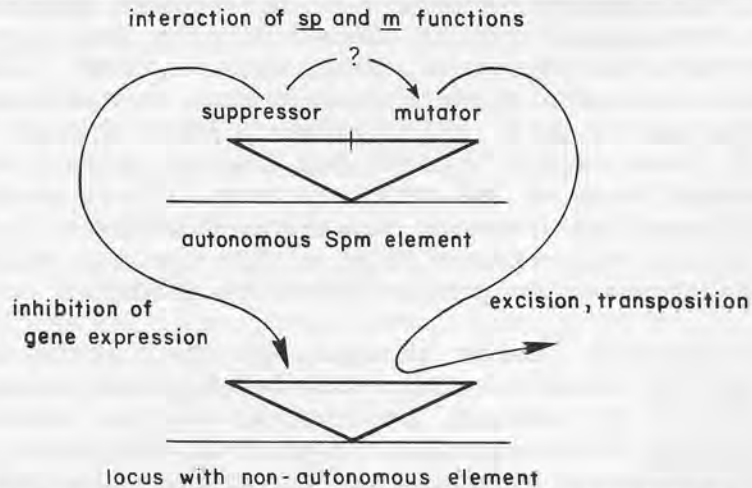 interaction of sp and m functions
?
suppressor mutator
autonomous Spm element
inhibition of
gene expression
excision, transposition
locus with non-autonomous element